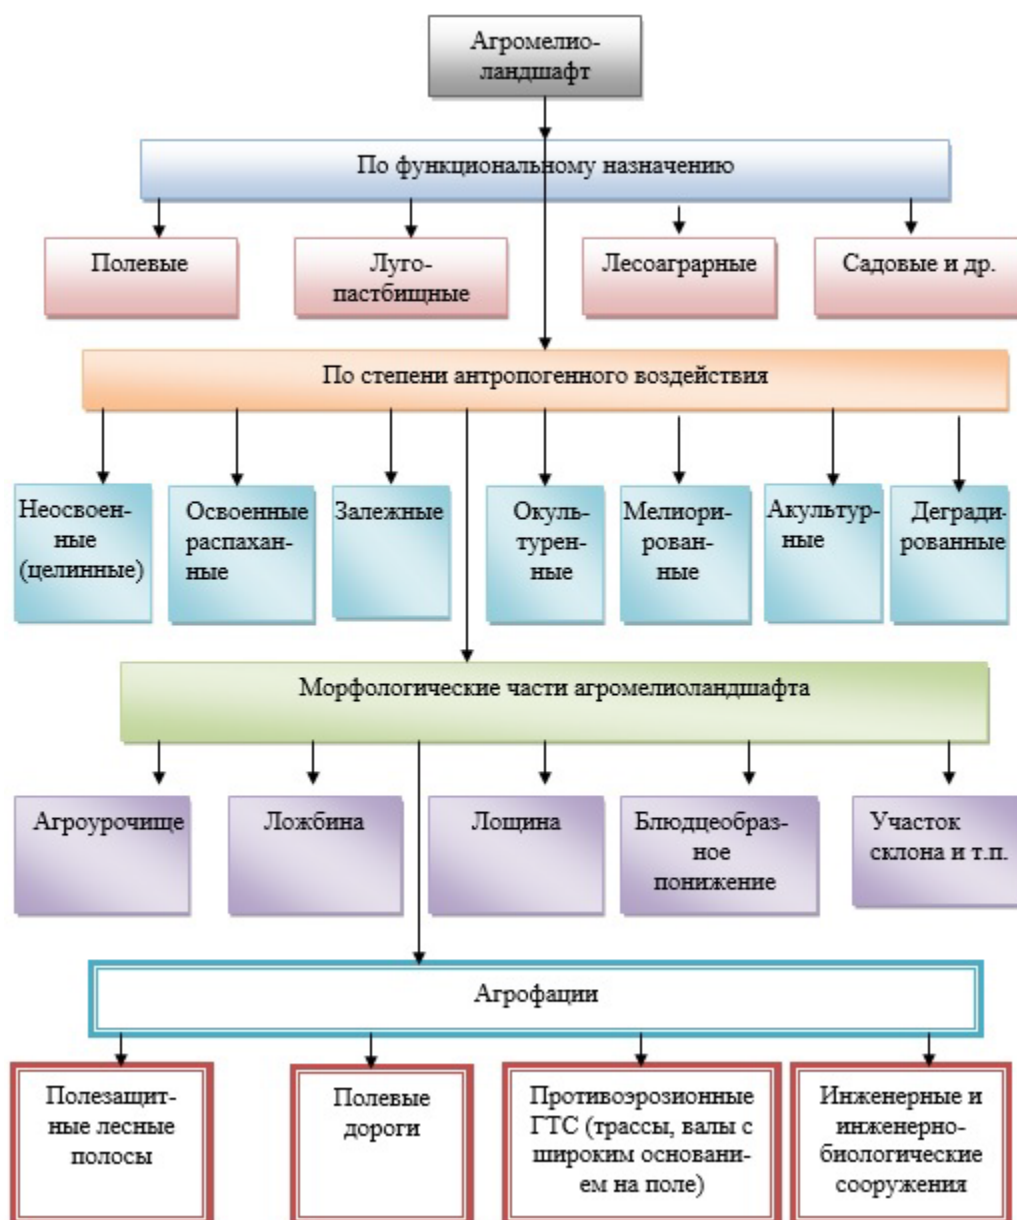 Агромелио-
ландшафт
По функциональному назначению
Полевые
Луго-
пастбищные
Лесоаграрные
Садовые и др.
По степени антропогенного воздействия
Неосвоен-
ные
(целинные)
Освоенные
распахан-
ные
Залежные
Окуль-
турен-
ные
Мелиори-
рован-
ные
Акультур-
ные
Дегради-
рованные
Морфологические части агромелиоландшафта
Агроурочище
Ложбина
Лощина
Блюдцеобраз-
ное
понижение
Участок
склона и т.п.
Агрофации
Полезащит-
ные лесные
полосы
Полевые
дороги
Противоэрозионные
ГТС (трассы, валы с
широким основани-
ем на поле)
Инженерные и
инженерно-
биологические
сооружения